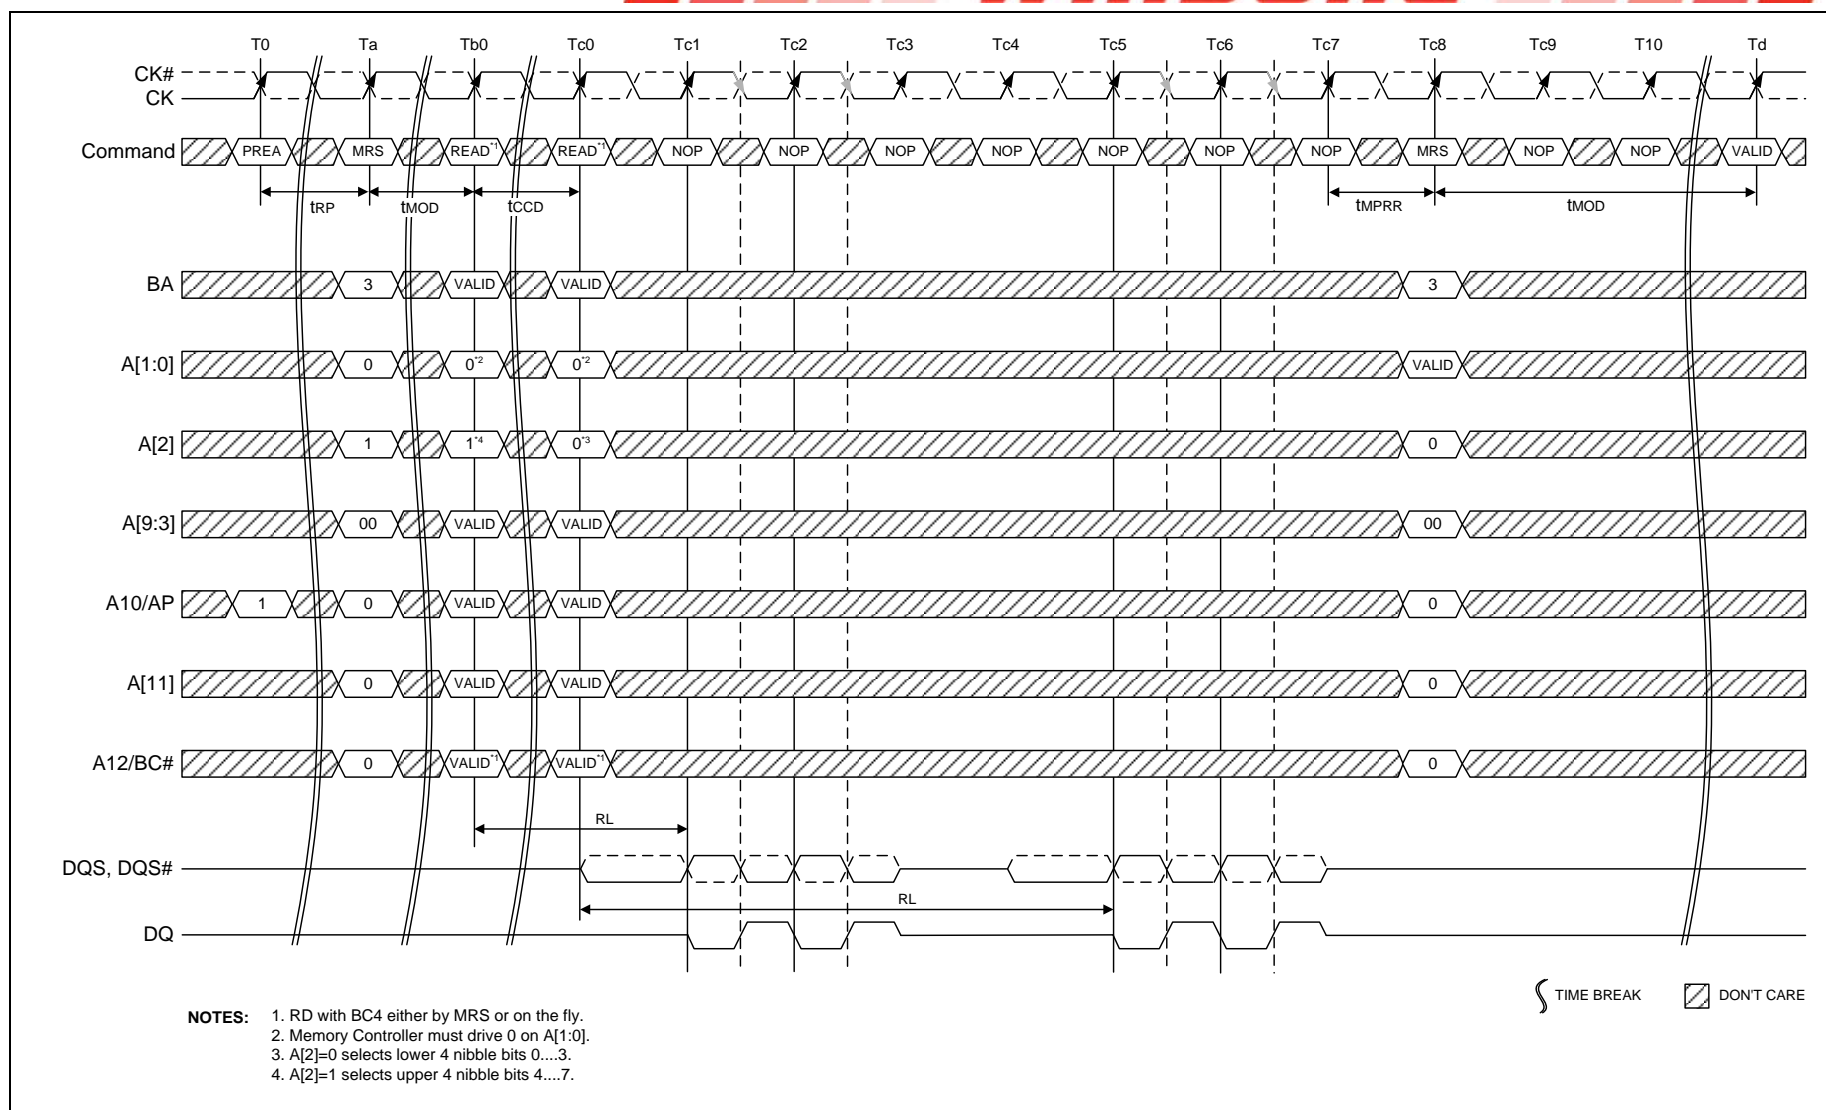 T0 Ta Tb0 Tc0 Tc1 Tc2 Tc3 Tc4 Tc5 Tc6 Tc7 Tc8 Tc9 T10 Td
CK#
CK
Command PREA MRS READ*1 READ*1 NOP NOP NOP NOP NOP NOP NOP MRS NOP NOP VALID
tRP tMOD tCCD tMPRR tMOD
BA 3 VALID VALID 3
A[1:0] 0 0*2 0*2 VALID
A[2] 1 1*4 0*3 0
A[9:3] 00 VALID VALID 00
A10/AP 1 0 VALID VALID 0
A[11] 0 VALID VALID 0
A12/BC# 0 VALID*1 VALID*1 0
RL
DQS, DQS#
RL
DQ
TIME BREAK DON'T CARE
NOTES: 1. RD with BC4 either by MRS or on the fly.
2. Memory Controller must drive 0 on A[1:0].
3. A[2]=0 selects lower 4 nibble bits 0....3.
4. A[2]=1 selects upper 4 nibble bits 4....7.